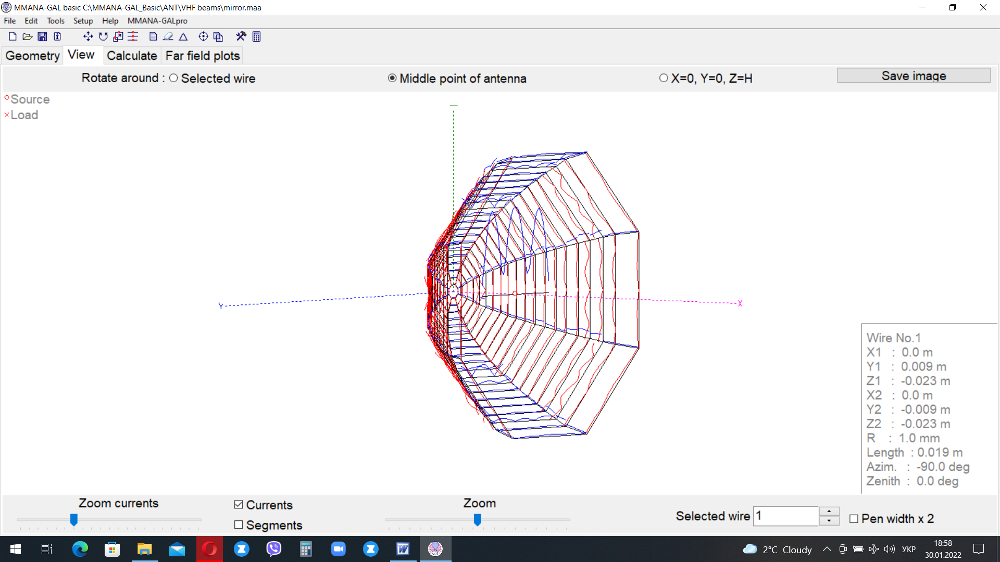 MMANA-GAL basic C:\MMANA-GAL_Basic\ANT\VHF beams\mirror.maa
File Edit Tools Setup Help MMANA-GALpro
Geometry View Calculate Far field plots
Rotate around : Selected wire Middle point of antenna X=0, Y=0, Z=H Save image
Source
Load
Y
X
Wire No.1
X1 : 0.0 m
Y1 : 0.009 m
Z1 : -0.023 m
X2 : 0.0 m
Y2 : -0.009 m
Z2 : -0.023 m
R : 1.0 mm
Length : 0.019 m
Azim. : -90.0 deg
Zenith : 0.0 deg
Zoom currents Currents Zoom
Segments
Selected wire 1 Pen width x 2
2°C Cloudy УКР 18:58
30.01.2022